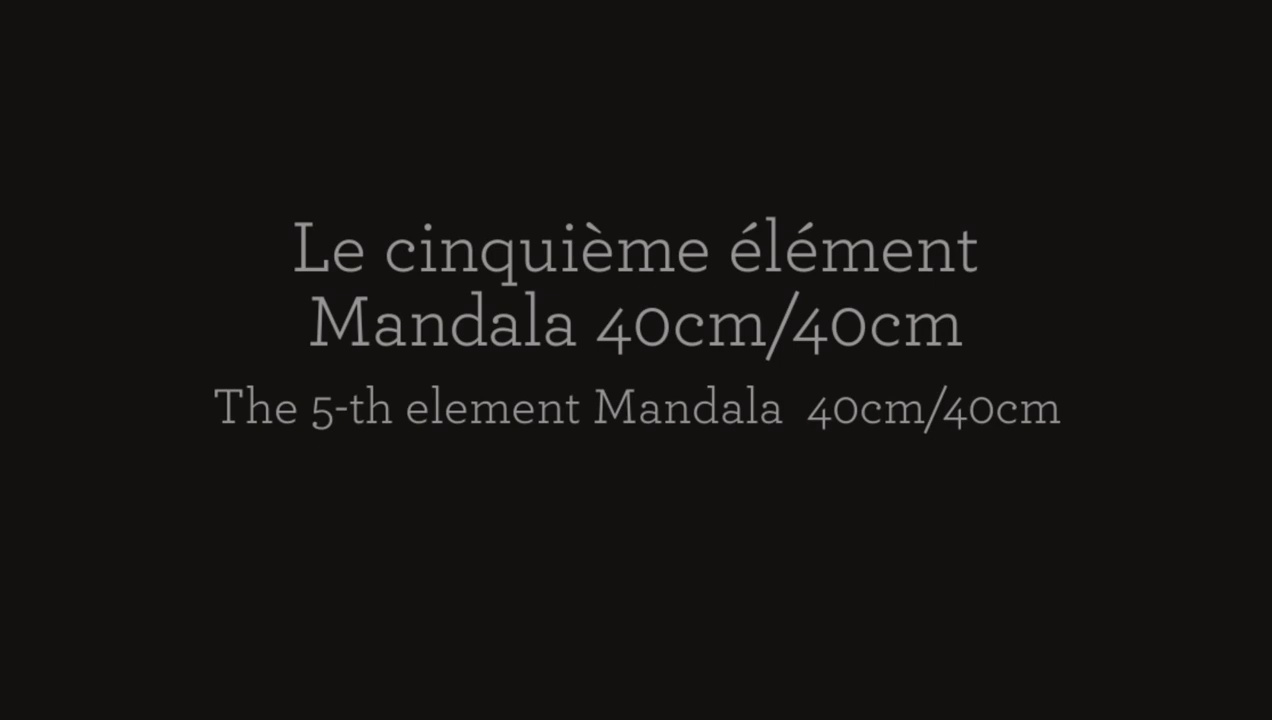 Le cinquième élément
Mandala 40cm/40cm
The 5-th element Mandala  40cm/40cm